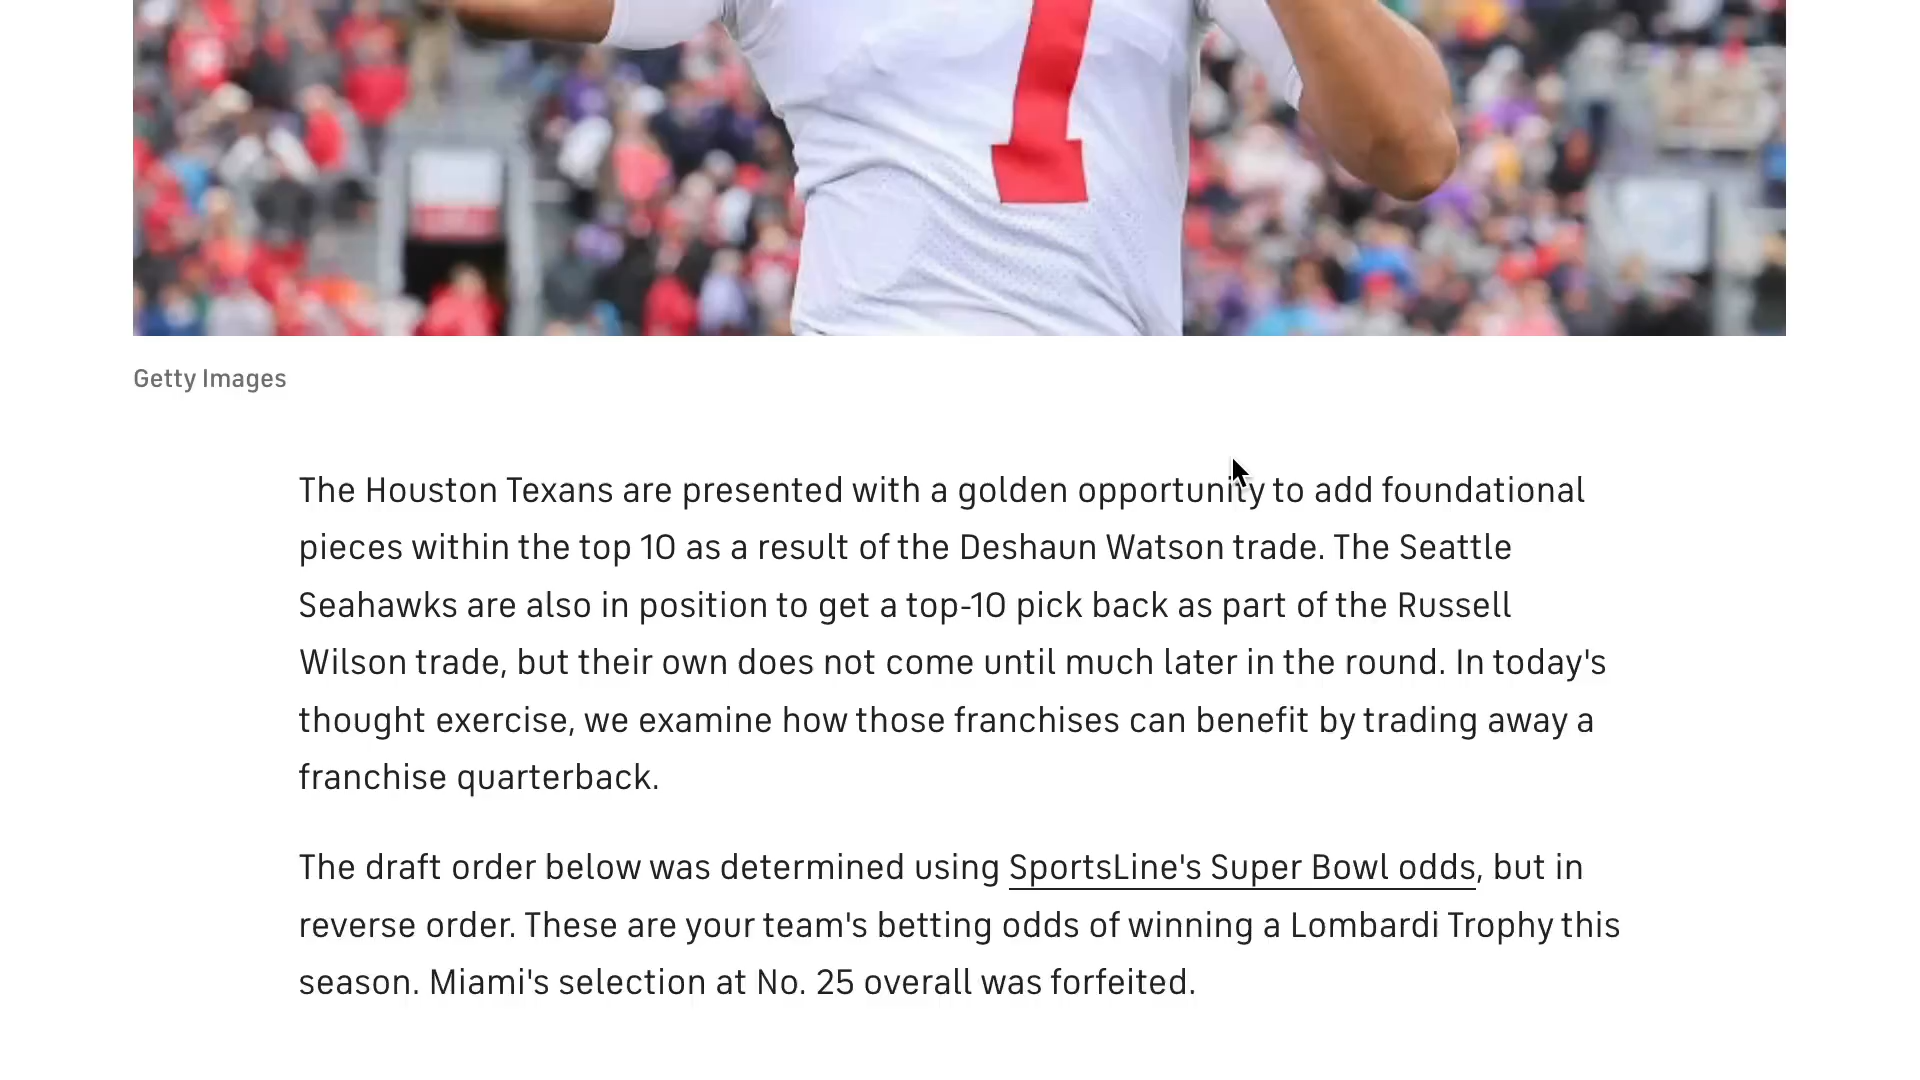 7
Getty Images
The Houston Texans are presented with a golden opportunity to add foundational
pieces within the top 10 as a result of the Deshaun Watson trade. The Seattle
Seahawks are also in position to get a top-10 pick back as part of the Russell
Wilson trade, but their own does not come until much later in the round. In today's
thought exercise, we examine how those franchises can benefit by trading away a
franchise quarterback.
The draft order below was determined using SportsLine's Super Bowl odds, but in
reverse order. These are your team's betting odds of winning a Lombardi Trophy this
season. Miami's selection at No. 25 overall was forfeited.